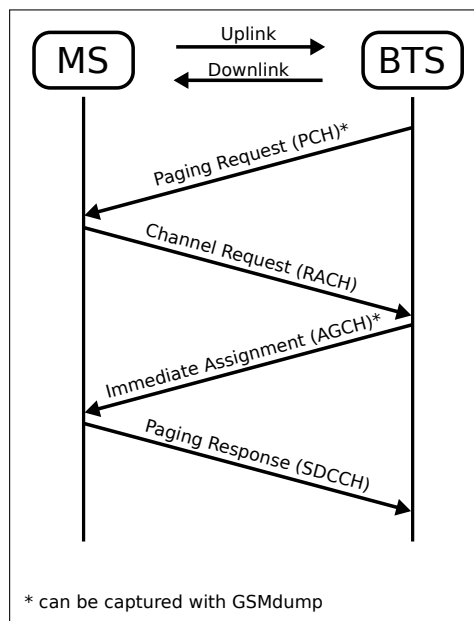 MS
Uplink
BTS
Downlink
Paging Request (PCH)*
Channel Request (RACH)
Immediate Assignment (AGCH)*
Paging Response (SDCCH)
* can be captured with GSMdump